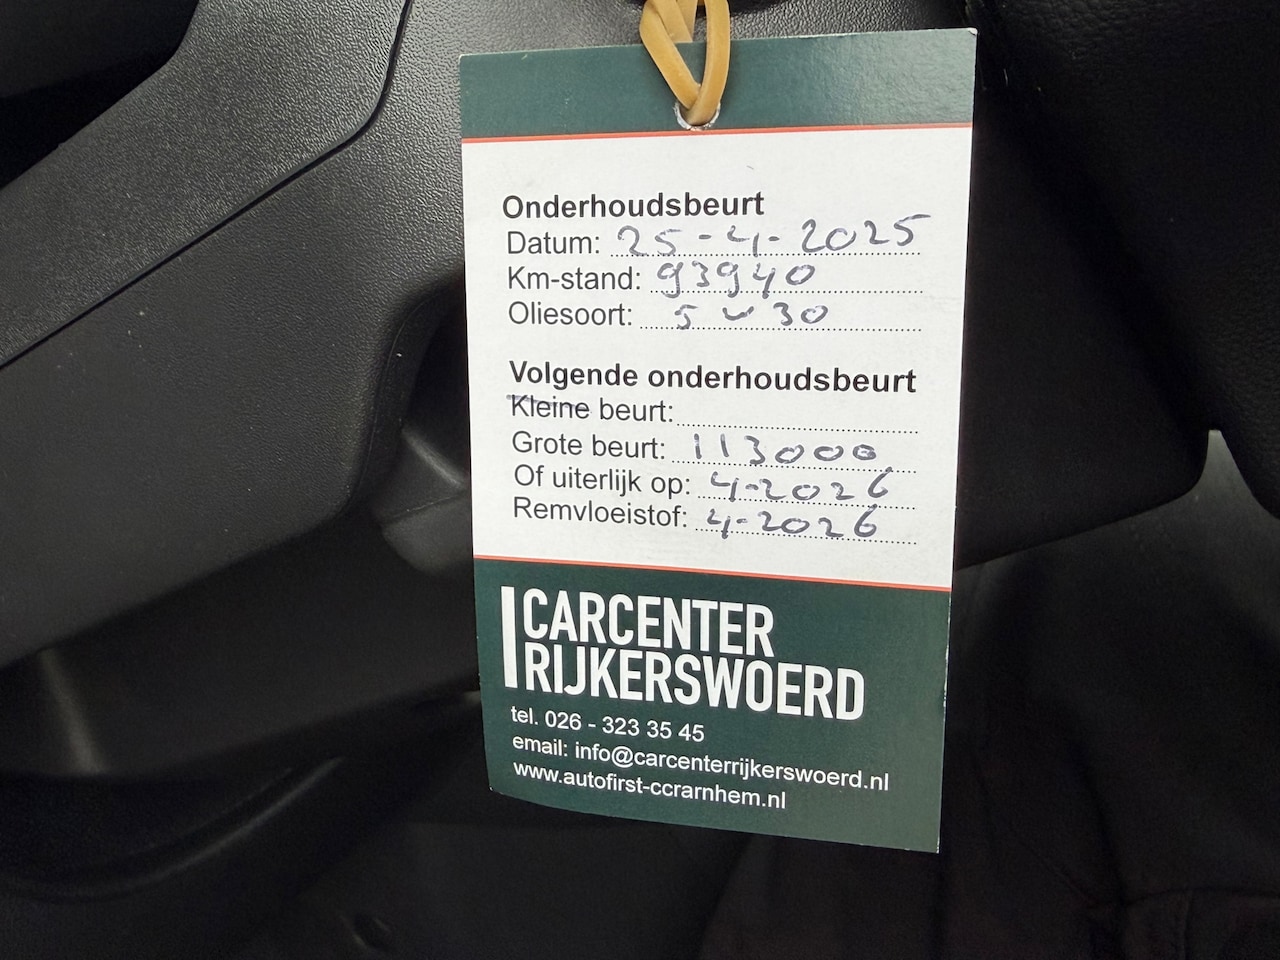 Onderhoudsbeurt
Datum: 25-4-2025
Km-stand: 93940
Oliesoort: 5 w 30
Volgende onderhoudsbeurt
Kleine beurt:
Grote beurt: 113000
Of uiterlijk op: 4-2026
Remvloeistof: 4-2026
CARCENTER
RIJKERSWOERD
tel. 026 - 323 35 45
email: info@carcenterrijkerswoerd.nl
www.autofirst-ccrarnhem.nl